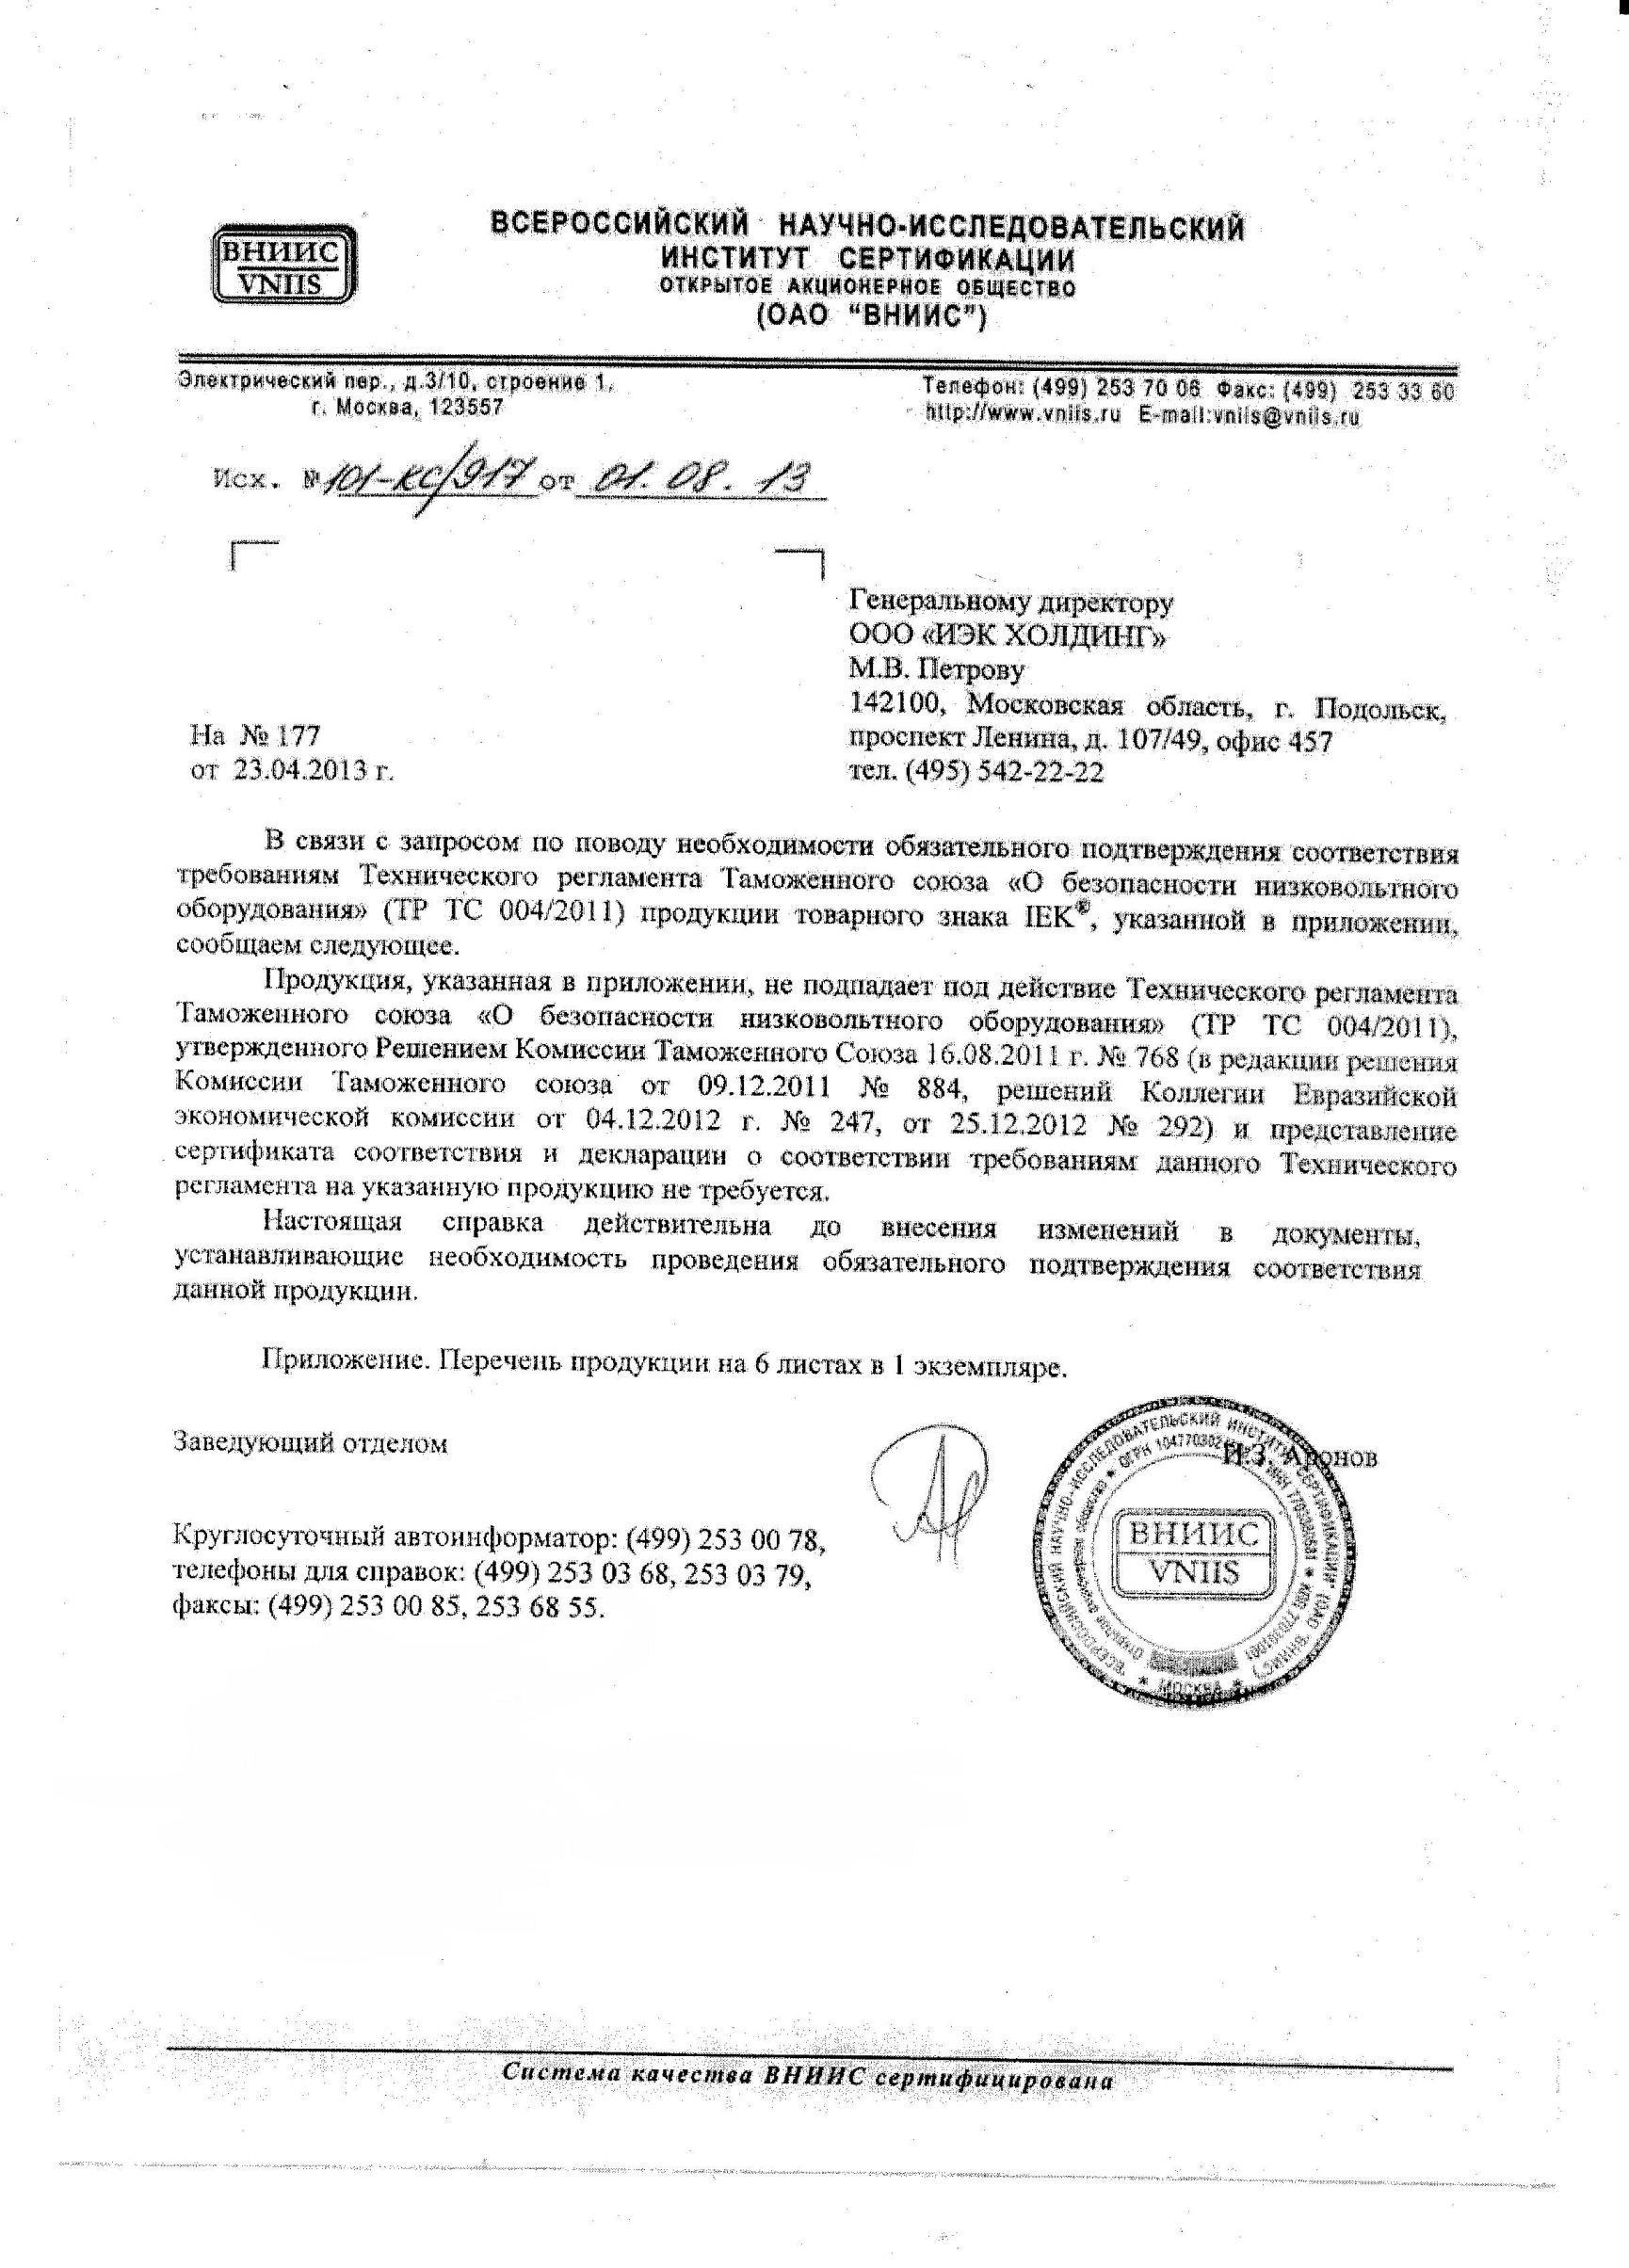 ВНИИС
VNIIS
ВСЕРОССИЙСКИЙ НАУЧНО-ИССЛЕДОВАТЕЛЬСКИЙ
ИНСТИТУТ СЕРТИФИКАЦИИ
ОТКРЫТОЕ АКЦИОНЕРНОЕ ОБЩЕСТВО
(ОАО "ВНИИС")
Электрический пер., д.3/10, строение 1,
г. Москва, 123557
Телефон: (499) 253 70 06 Факс: (499) 253 33 60
http://www.vniis.ru E-mail:vniis@vniis.ru
Исх. № 101-КС/917 от 01.08.13
Генеральному директору
ООО «ИЭК ХОЛДИНГ»
М.В. Петрову
142100, Московская область, г. Подольск,
проспект Ленина, д. 107/49, офис 457
тел. (495) 542-22-22
На № 177
от 23.04.2013 г.
В связи с запросом по поводу необходимости обязательного подтверждения соответствия
требованиям Технического регламента Таможенного союза «О безопасности низковольтного
оборудования» (ТР ТС 004/2011) продукции товарного знака IEK®, указанной в приложении,
сообщаем следующее.
Продукция, указанная в приложении, не подпадает под действие Технического регламента
Таможенного союза «О безопасности низковольтного оборудования» (ТР ТС 004/2011),
утвержденного Решением Комиссии Таможенного Союза 16.08.2011 г. № 768 (в редакции решения
Комиссии Таможенного союза от 09.12.2011 № 884, решений Коллегии Евразийской
экономической комиссии от 04.12.2012 г. № 247, от 25.12.2012 № 292) и представление
сертификата соответствия и декларации о соответствии требованиям данного Технического
регламента на указанную продукцию не требуется.
Настоящая справка действительна до внесения изменений в документы,
устанавливающие необходимость проведения обязательного подтверждения соответствия
данной продукции.
Приложение. Перечень продукции на 6 листах в 1 экземпляре.
Заведующий отделом
И.З. Аронов
"ВСЕРОССИЙСКИЙ НАУЧНО-ИССЛЕДОВАТЕЛЬСКИЙ ИНСТИТУТ СЕРТИФИКАЦИИ" (ОАО "ВНИИС")
Открытое акционерное общество
ВНИИС
VNIIS
МОСКВА
Круглосуточный автоинформатор: (499) 253 00 78,
телефоны для справок: (499) 253 03 68, 253 03 79,
факсы: (499) 253 00 85, 253 68 55.
Система качества ВНИИС сертифицирована